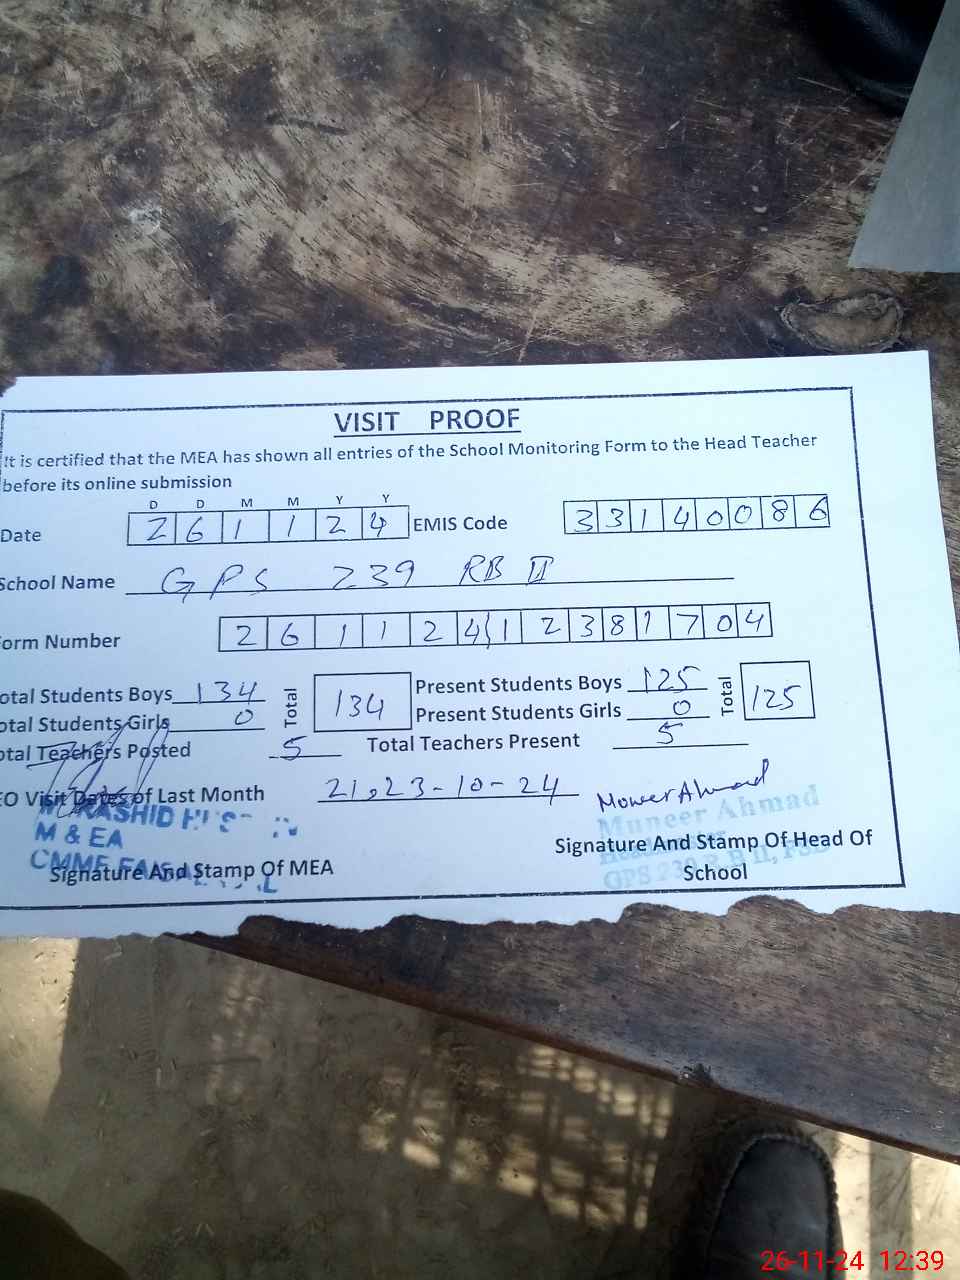 VISIT PROOF
It is certified that the MEA has shown all entries of the School Monitoring Form to the Head Teacher
before its online submission
D D M M Y Y
Date 2 6 1 1 2 4 EMIS Code 3 3 1 4 0 0 8 6
School Name GPS 239 RB II
orm Number 2 6 1 1 2 4 1 2 3 8 1 7 0 4
otal Students Boys 134 Total 134 Present Students Boys 125 Total 125
otal Students Girls 0 Present Students Girls 0
otal Teachers Posted 5 Total Teachers Present 5
EO Visit Dates of Last Month 21,23-10-24
RASHID
M & EA
Muneer Ahmad
Signature And Stamp Of MEA
Signature And Stamp Of Head Of
School
26-11-24 12:39